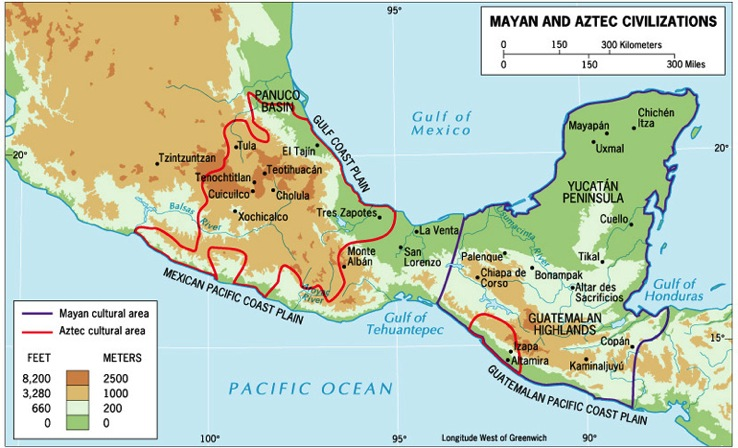 95°
MAYAN AND AZTEC CIVILIZATIONS
0 150 300 Kilometers
0 150 300 Miles
PANUCO
BASIN
GULF COAST PLAIN
Gulf of
Mexico
Chichén
Itza
Mayapán
Uxmal
20°
20°
Tula
El Tajín
Tzintzuntzan
Teotihuacán
Tenochtitlan
Cuicuilco
Cholula
Xochicalco
YUCATÁN
PENINSULA
Balsas River
Tres Zapotes
La Venta
Cuello
Usumacinta River
Monte
Albán
San
Lorenzo
Palenque
Tikal
Chiapa de
Corso
Bonampak
Altar des
Sacrificios
Gulf of
Honduras
MEXICAN PACIFIC COAST PLAIN
River
Gulf of
Tehuantepec
GUATEMALAN
HIGHLANDS
Copán
15°
Izapa
Altamira
Kaminaljuyú
GUATEMALAN PACIFIC COAST PLAIN
PACIFIC OCEAN
Mayan cultural area
Aztec cultural area
FEET METERS
8,200 2500
3,280 1000
660 200
0 0
100°
95°
Longitude West of Greenwich
90°